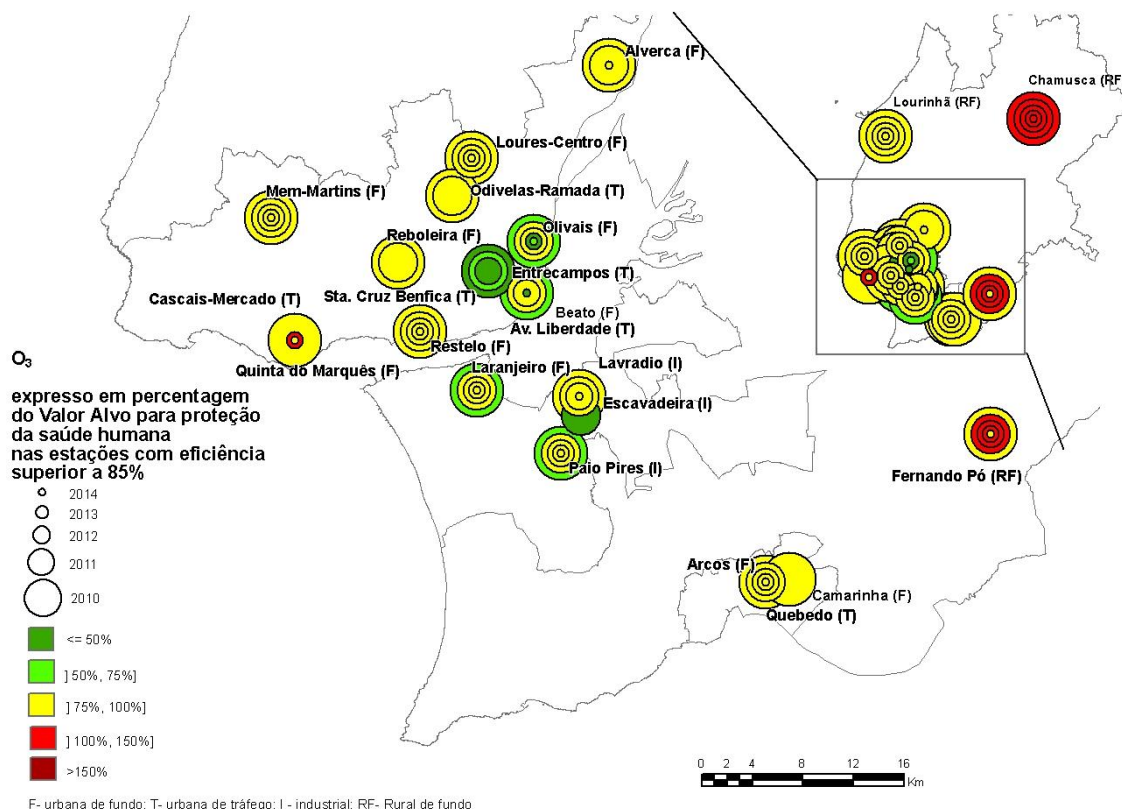 Alverca (F)
Chamusca (RF
Lourinhã (RF)
Loures-Centro (F)
Mem-Martins (F)
Odivelas-Ramada (T)
Olivais (F)
Reboleira (F)
Entrecampos (T)
Sta. Cruz Benfica (T)
Cascais-Mercado (T)
Beato (F)
Av. Liberdade (T)
Restelo (F)
Quinta do Marquês (F)
Laranjeiro (F)
Lavradio (I)
Escavadeira (I)
Paio Pires (I)
Fernando Pó (RF)
Arcos (F)
Camarinha (F)
Quebedo (T)
O3
expresso em percentagem
do Valor Alvo para proteção
da saúde humana
nas estações com eficiência
superior a 85%
2014
2013
2012
2011
2010
<= 50%
] 50%, 75%]
] 75%, 100%]
] 100%, 150%]
>150%
0 1 2 4 8 12 16
Km
F- urbana de fundo; T- urbana de tráfego; I - industrial; RF- Rural de fundo